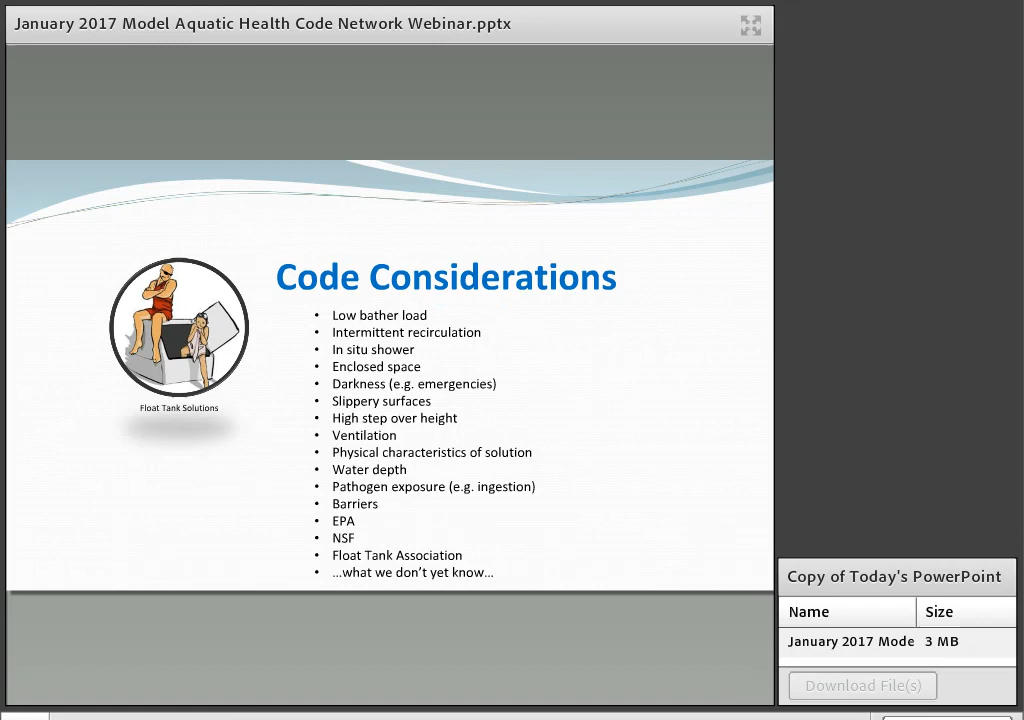 January 2017 Model Aquatic Health Code Network Webinar.pptx
Code Considerations
• Low bather load
• Intermittent recirculation
• In situ shower
• Enclosed space
• Darkness (e.g. emergencies)
• Slippery surfaces
• High step over height
• Ventilation
• Physical characteristics of solution
• Water depth
• Pathogen exposure (e.g. ingestion)
• Barriers
• EPA
• NSF
• Float Tank Association
• …what we don’t yet know…
Float Tank Solutions
Copy of Today's PowerPoint
Name Size
January 2017 Mode 3 MB
Download File(s)